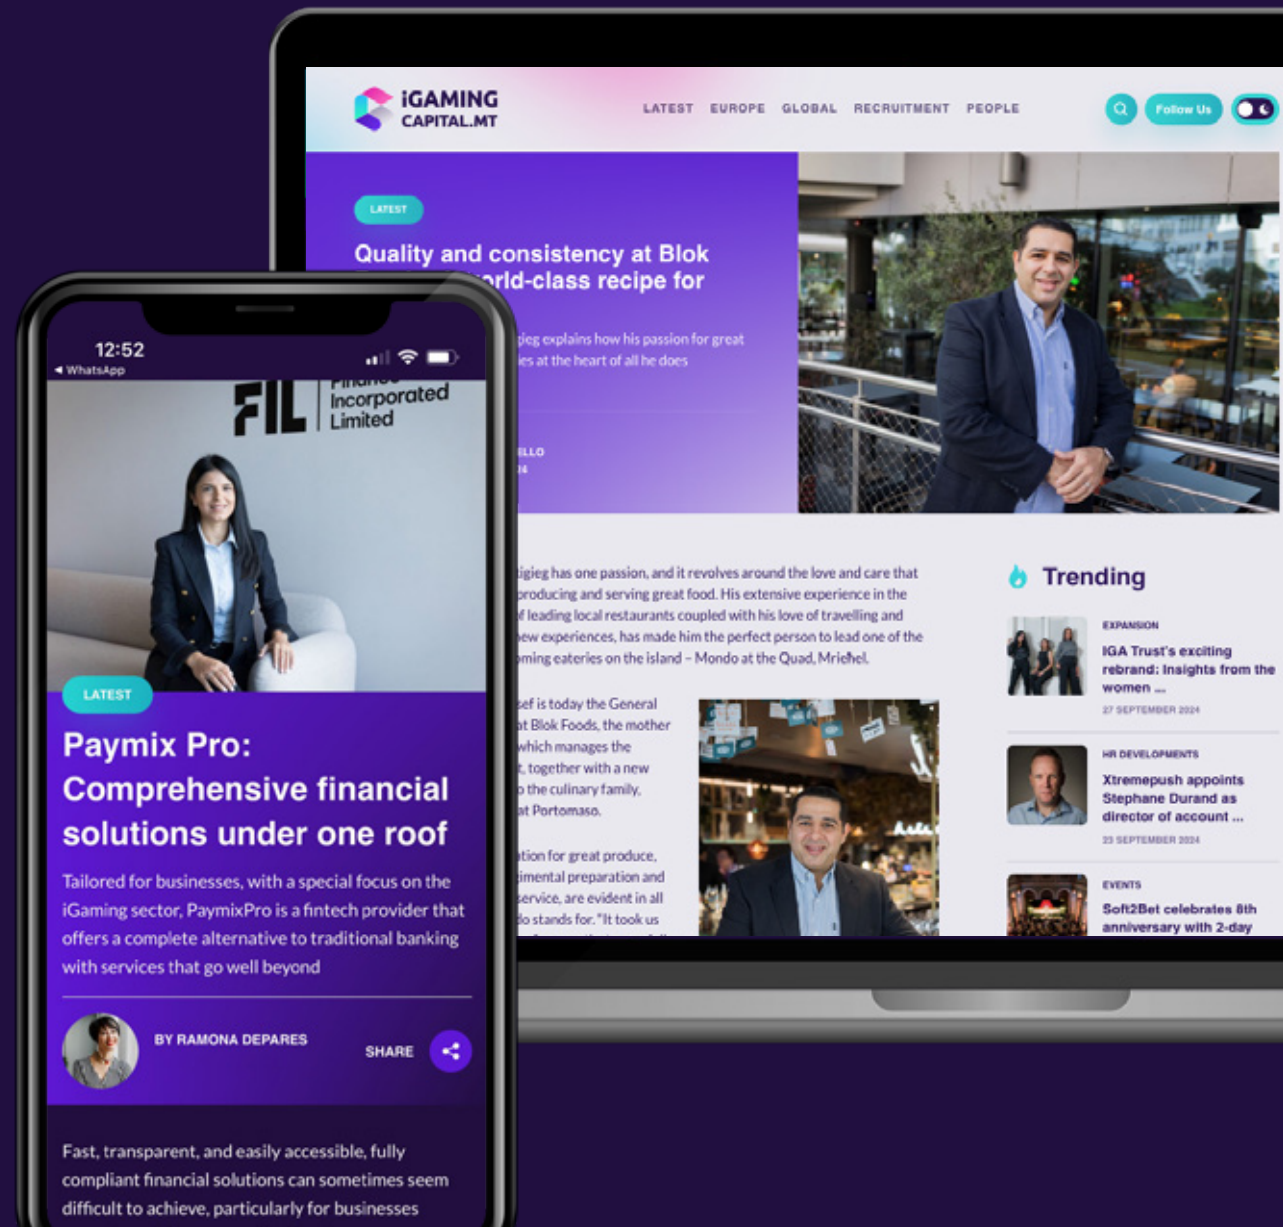 iGAMING
CAPITAL.MT
LATEST EUROPE GLOBAL RECRUITMENT PEOPLE
Follow Us
LATEST
Quality and consistency at Blok
world-class recipe for
explains how his passion for great
at the heart of all he does
12:52
WhatsApp
FIL
Finance
Incorporated
Limited
LATEST
Paymix Pro:
Comprehensive financial
solutions under one roof
Tailored for businesses, with a special focus on the
iGaming sector, PaymixPro is a fintech provider that
offers a complete alternative to traditional banking
with services that go well beyond
BY RAMONA DEPARES
SHARE
Fast, transparent, and easily accessible, fully
compliant financial solutions can sometimes seem
difficult to achieve, particularly for businesses
has one passion, and it revolves around the love and care that
producing and serving great food. His extensive experience in the
of leading local restaurants coupled with his love of travelling and
new experiences, has made him the perfect person to lead one of the
eateries on the island – Mondo at the Quad, Mrieħel.
is today the General
at Blok Foods, the mother
which manages the
together with a new
to the culinary family,
at Portomaso.
for great produce,
preparation and
service, are evident in all
stands for. "It took us
Trending
EXPANSION
IGA Trust's exciting
rebrand: Insights from the
women ...
27 SEPTEMBER 2024
HR DEVELOPMENTS
Xtremepush appoints
Stephane Durand as
director of account ...
23 SEPTEMBER 2024
EVENTS
Soft2Bet celebrates 8th
anniversary with 2-day